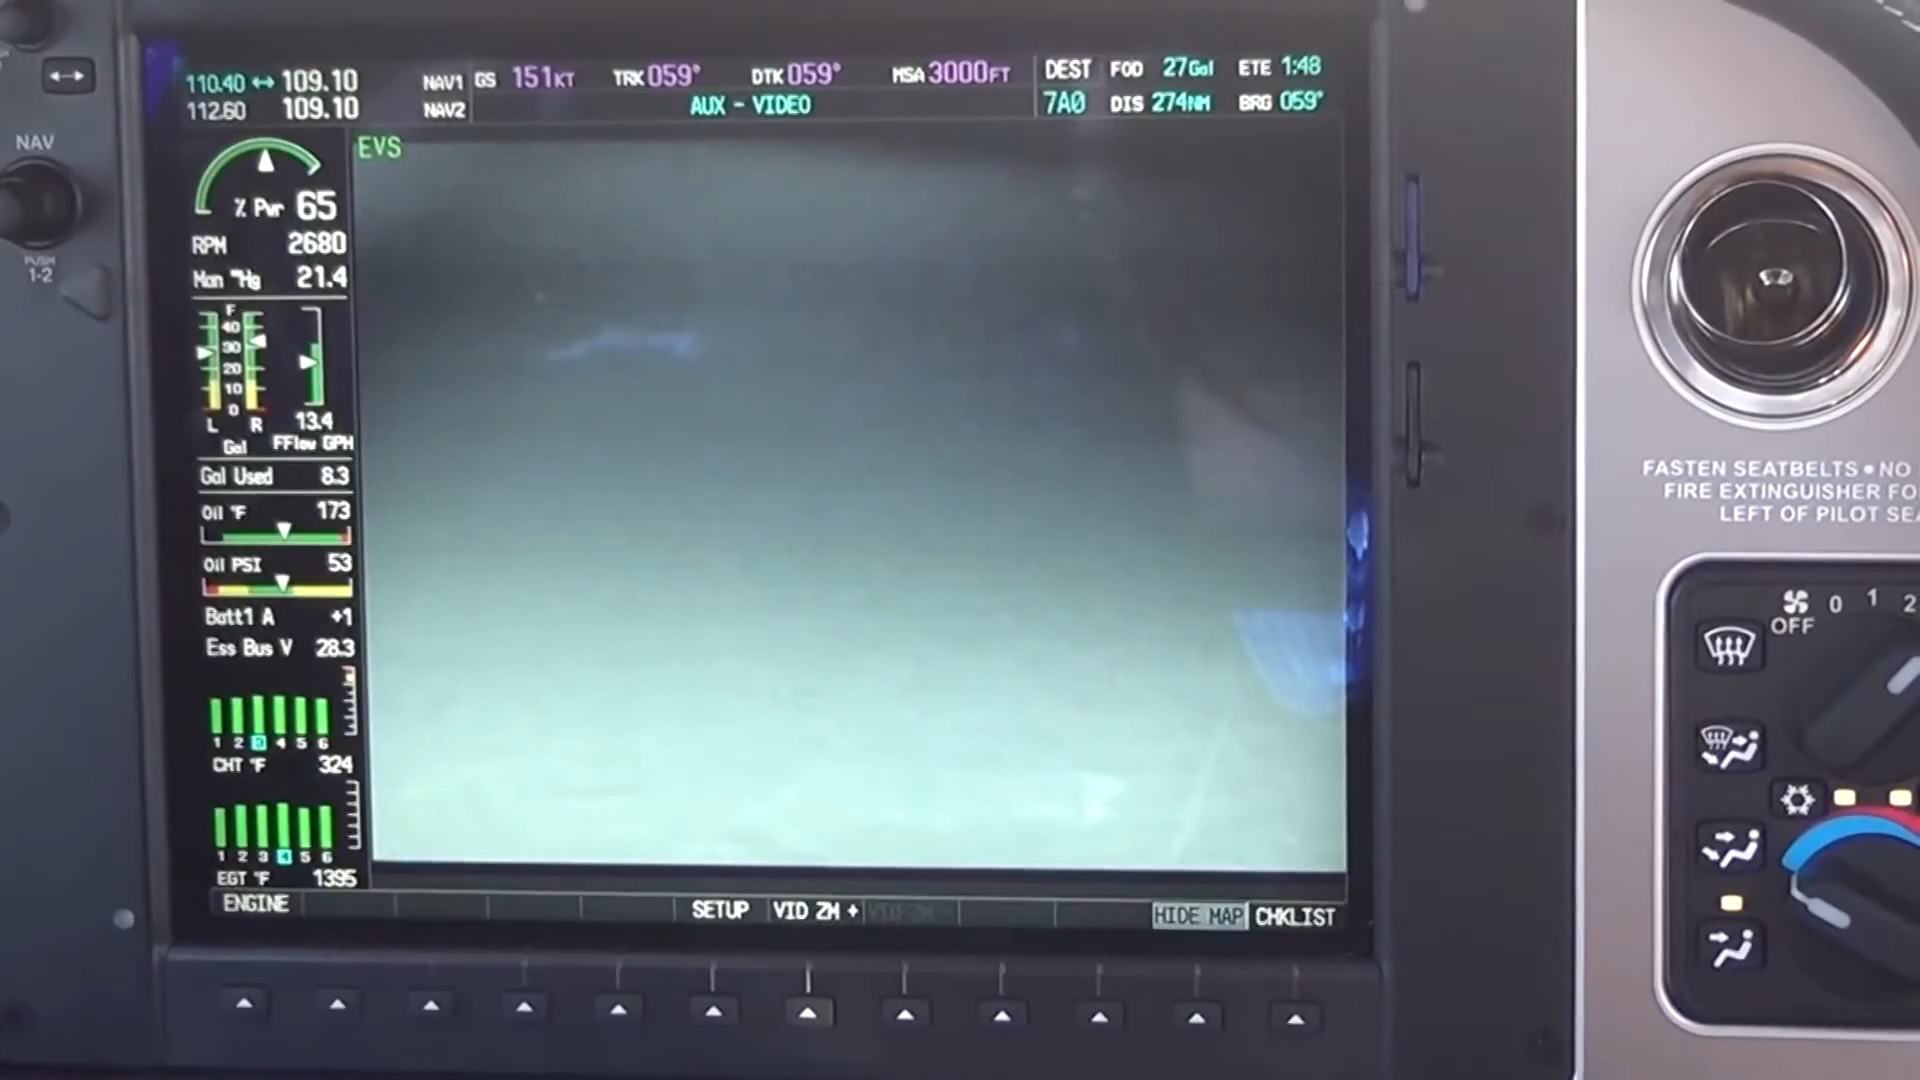 110.40 ↔ 109.10 NAV1 GS 151KT TRK 059° DTK 059° MSA 3000FT DEST FOD 27Gal ETE 1:48
112.60 109.10 NAV2 AUX - VIDEO 7A0 DIS 274NM BRG 059°
NAV
PUSH
1-2
EVS
% Pwr 65
RPM 2680
Man "Hg 21.4
F
40
30
20
10
0
L R 13.4
Gal FFlow GPH
Gal Used 8.3
Oil °F 173
Oil PSI 53
Batt1 A +1
Ess Bus V 28.3
1 2 3 4 5 6
CHT °F 324
1 2 3 4 5 6
EGT °F 1395
ENGINE SETUP VID ZM + VID ZM - HIDE MAP CHKLIST
FASTEN SEATBELTS • NO
FIRE EXTINGUISHER FO
LEFT OF PILOT SEA
0 1 2
OFF